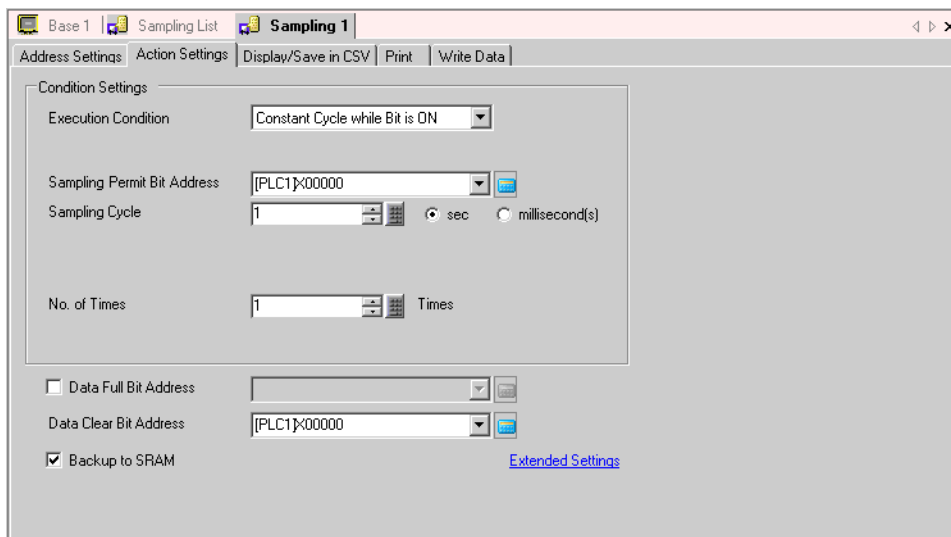 Base 1 Sampling List Sampling 1
Address Settings Action Settings Display/Save in CSV Print Write Data
Condition Settings
Execution Condition Constant Cycle while Bit is ON
Sampling Permit Bit Address [PLC1]X00000
Sampling Cycle 1 sec millisecond(s)
No. of Times 1 Times
Data Full Bit Address
Data Clear Bit Address [PLC1]X00000
Backup to SRAM Extended Settings